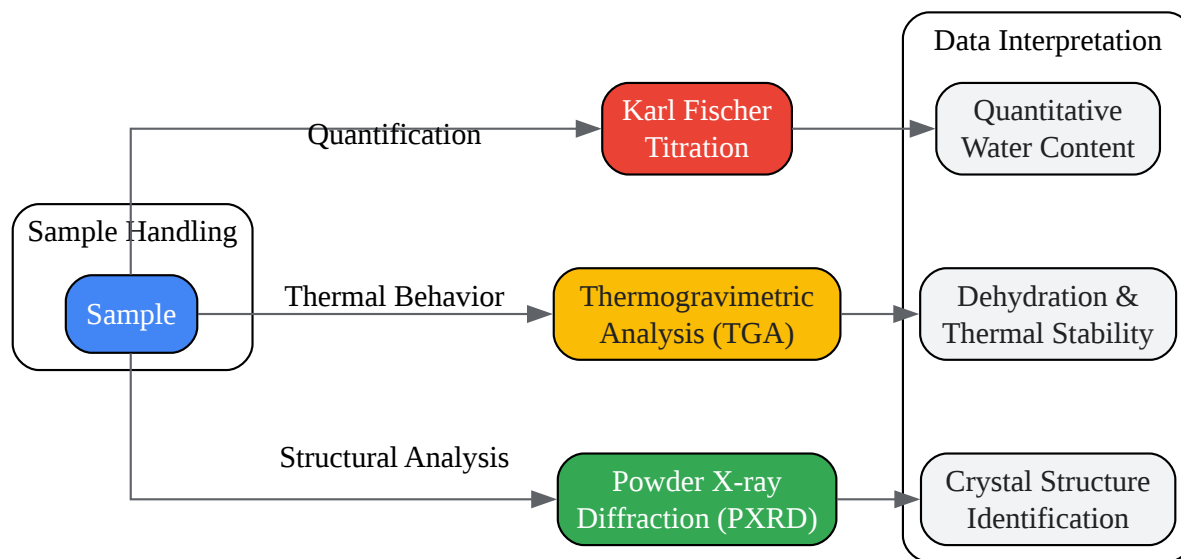 Data Interpretation
Quantification
Karl Fischer
Titration
Quantitative
Water Content
Sample Handling
Sample
Thermal Behavior
Thermogravimetric
Analysis (TGA)
Dehydration &
Thermal Stability
Structural Analysis
Powder X-ray
Diffraction (PXRD)
Crystal Structure
Identification